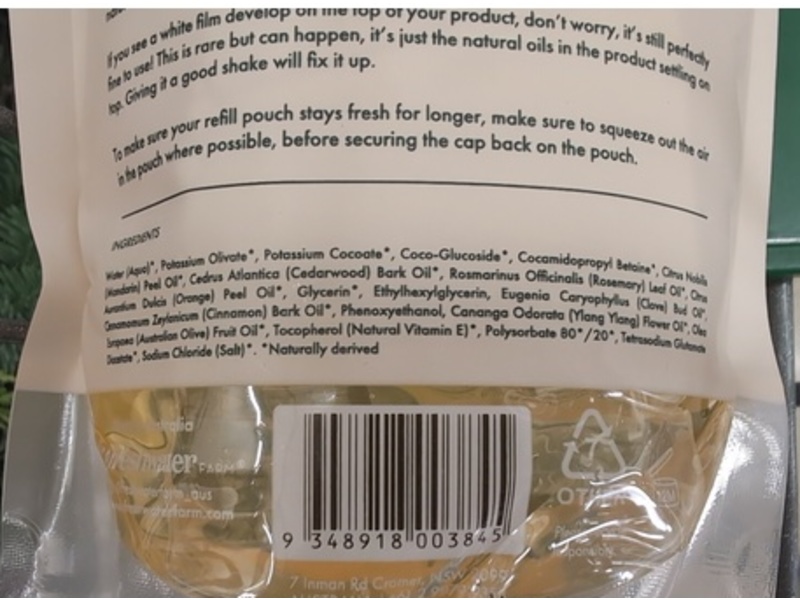 If you see a white film develop on the top of your product, don't worry, it's still perfectly
fine to use! This is rare but can happen, it's just the natural oils in the product settling on
top. Giving it a good shake will fix it up.
To make sure your refill pouch stays fresh for longer, make sure to squeeze out the air
in the pouch where possible, before securing the cap back on the pouch.
INGREDIENTS
Water (Aqua)*, Potassium Olivate*, Potassium Cocoate*, Coco-Glucoside*, Cocamidopropyl Betaine*, Citrus Nobilis
(Mandarin) Peel Oil*, Cedrus Atlantica (Cedarwood) Bark Oil*, Rosmarinus Officinalis (Rosemary) Leaf Oil*, Citrus
Aurantium Dulcis (Orange) Peel Oil*, Glycerin*, Ethylhexylglycerin, Eugenia Caryophyllus (Clove) Bud Oil*,
Cinnamomum Zeylanicum (Cinnamon) Bark Oil*, Phenoxyethanol, Cananga Odorata (Ylang Ylang) Flower Oil*, Olea
Europaea (Australian Olive) Fruit Oil*, Tocopherol (Natural Vitamin E)*, Polysorbate 80*/20*, Tetrasodium Glutamate
Diacetate*, Sodium Chloride (Salt)*. *Naturally derived
FARM
9 348918 003845
OTHER
12M
7 Inman Rd Cromer, NSW 2099